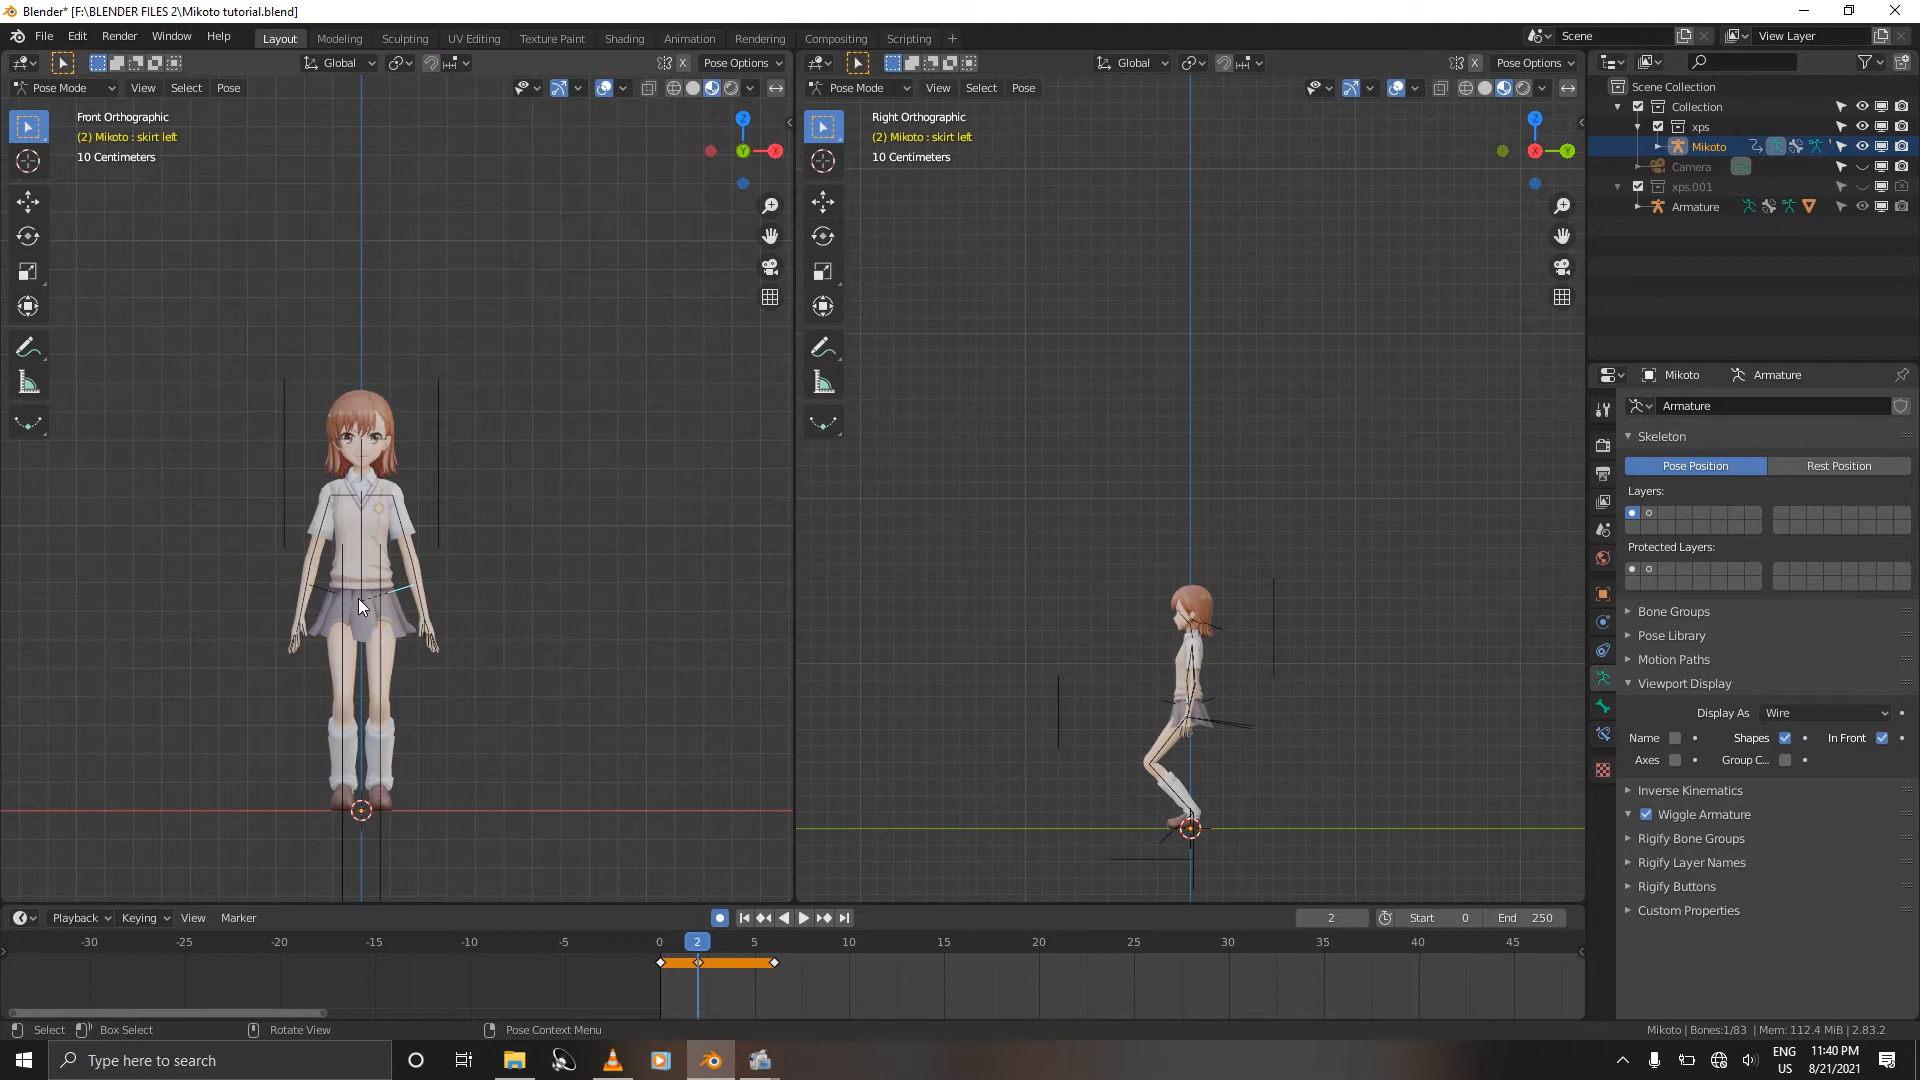 Blender* [F:\BLENDER FILES 2\Mikoto tutorial.blend]
File Edit Render Window Help
Layout Modeling Sculpting UV Editing Texture Paint Shading Animation Rendering Compositing Scripting +
Scene
View Layer
Global
X
Pose Options
Global
X
Pose Options
Pose Mode View Select Pose
Pose Mode View Select Pose
Front Orthographic
(2) Mikoto : skirt left
10 Centimeters
Z
Y
X
Right Orthographic
(2) Mikoto : skirt left
10 Centimeters
Z
X
Y
Scene Collection
Collection
xps
Mikoto
Camera
xps.001
Armature
Mikoto Armature
Armature
Skeleton
Pose Position Rest Position
Layers:
Protected Layers:
Bone Groups
Pose Library
Motion Paths
Viewport Display
Display As Wire
Name Shapes In Front
Axes Group C...
Inverse Kinematics
Wiggle Armature
Rigify Bone Groups
Rigify Layer Names
Rigify Buttons
Custom Properties
Playback Keying View Marker
2
Start 0
End 250
-30 -25 -20 -15 -10 -5 0 2 5 10 15 20 25 30 35 40 45
Select Box Select Rotate View Pose Context Menu
Mikoto | Bones:1/83 | Mem: 112.4 MiB | 2.83.2
Type here to search
ENG
US
11:40 PM
8/21/2021